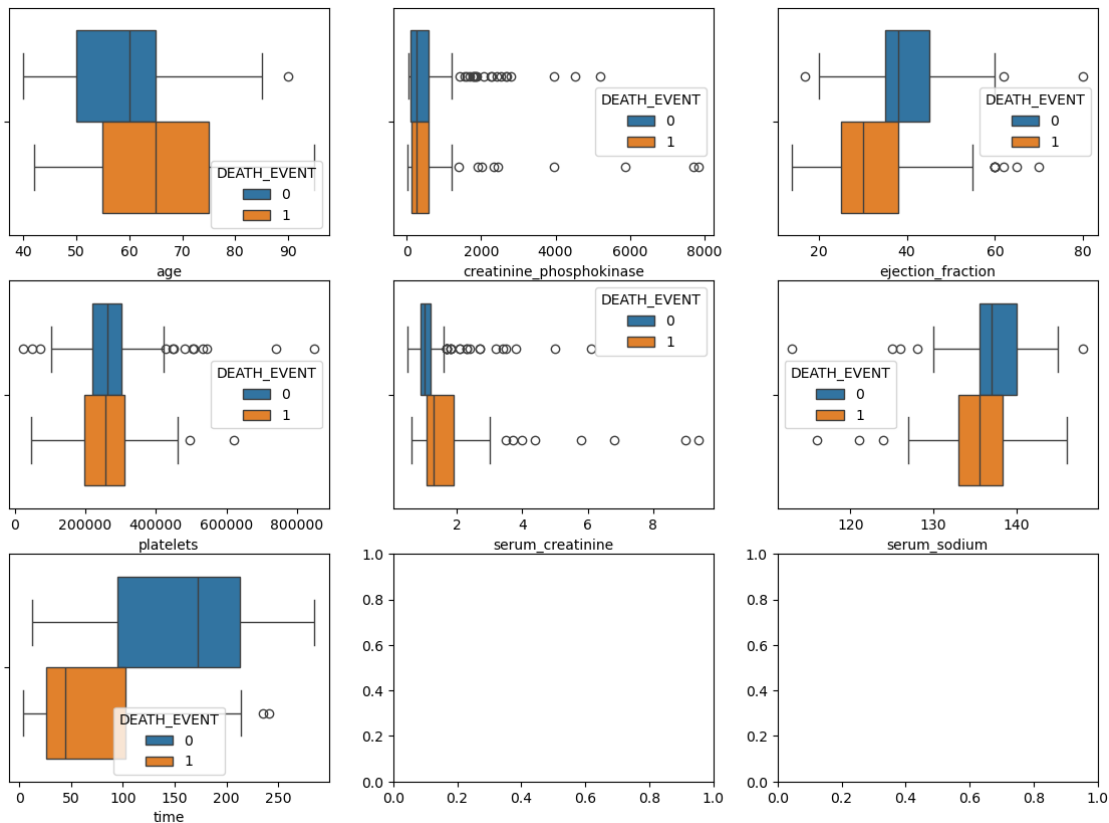 DEATH_EVENT
0
1
40 50 60 70 80 90
age
DEATH_EVENT
0
1
0 2000 4000 6000 8000
creatinine_phosphokinase
DEATH_EVENT
0
1
20 40 60 80
ejection_fraction
DEATH_EVENT
0
1
0 200000 400000 600000 800000
platelets
DEATH_EVENT
0
1
2 4 6 8
serum_creatinine
DEATH_EVENT
0
1
120 130 140
serum_sodium
DEATH_EVENT
0
1
0 50 100 150 200 250
time
1.0
0.8
0.6
0.4
0.2
0.0
0.0 0.2 0.4 0.6 0.8 1.0
1.0
0.8
0.6
0.4
0.2
0.0
0.0 0.2 0.4 0.6 0.8 1.0